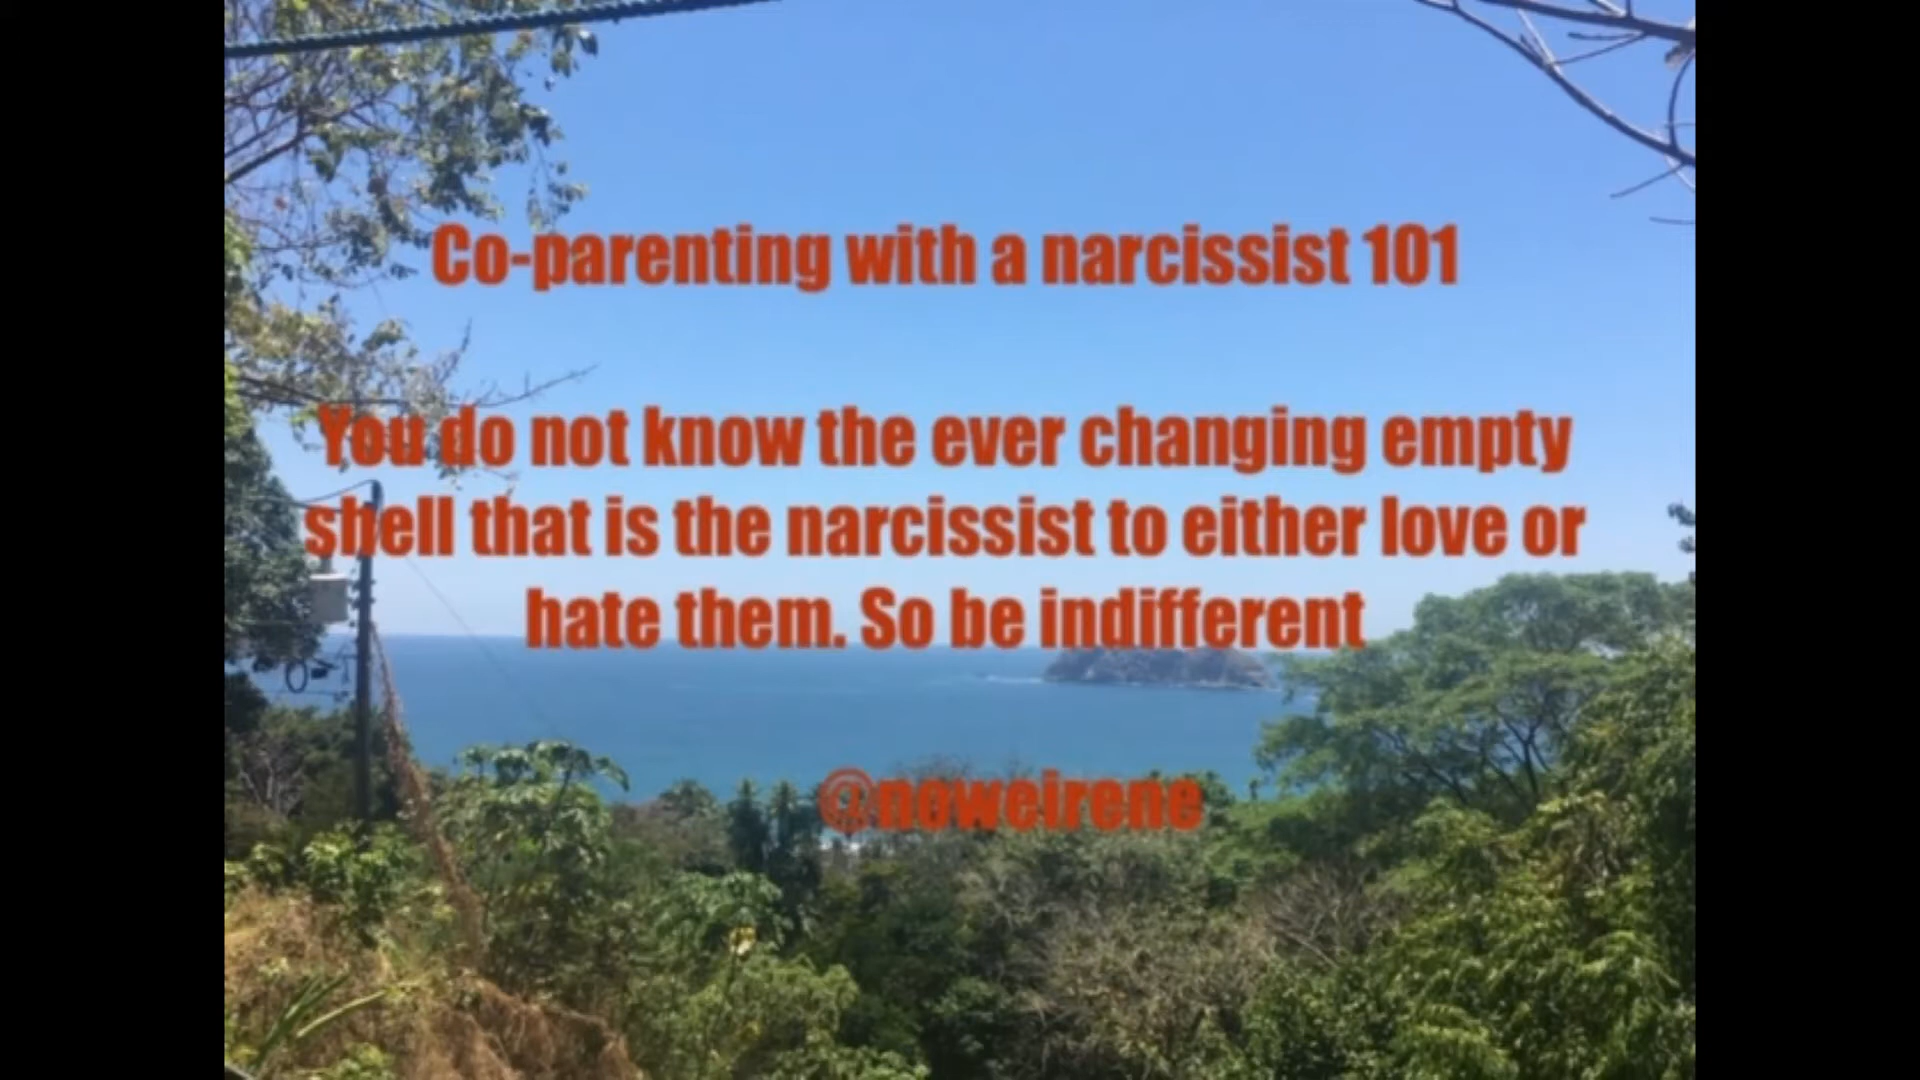 Co-parenting with a narcissist 101
You do not know the ever changing empty
shell that is the narcissist to either love or
hate them. So be indifferent
@noweirene